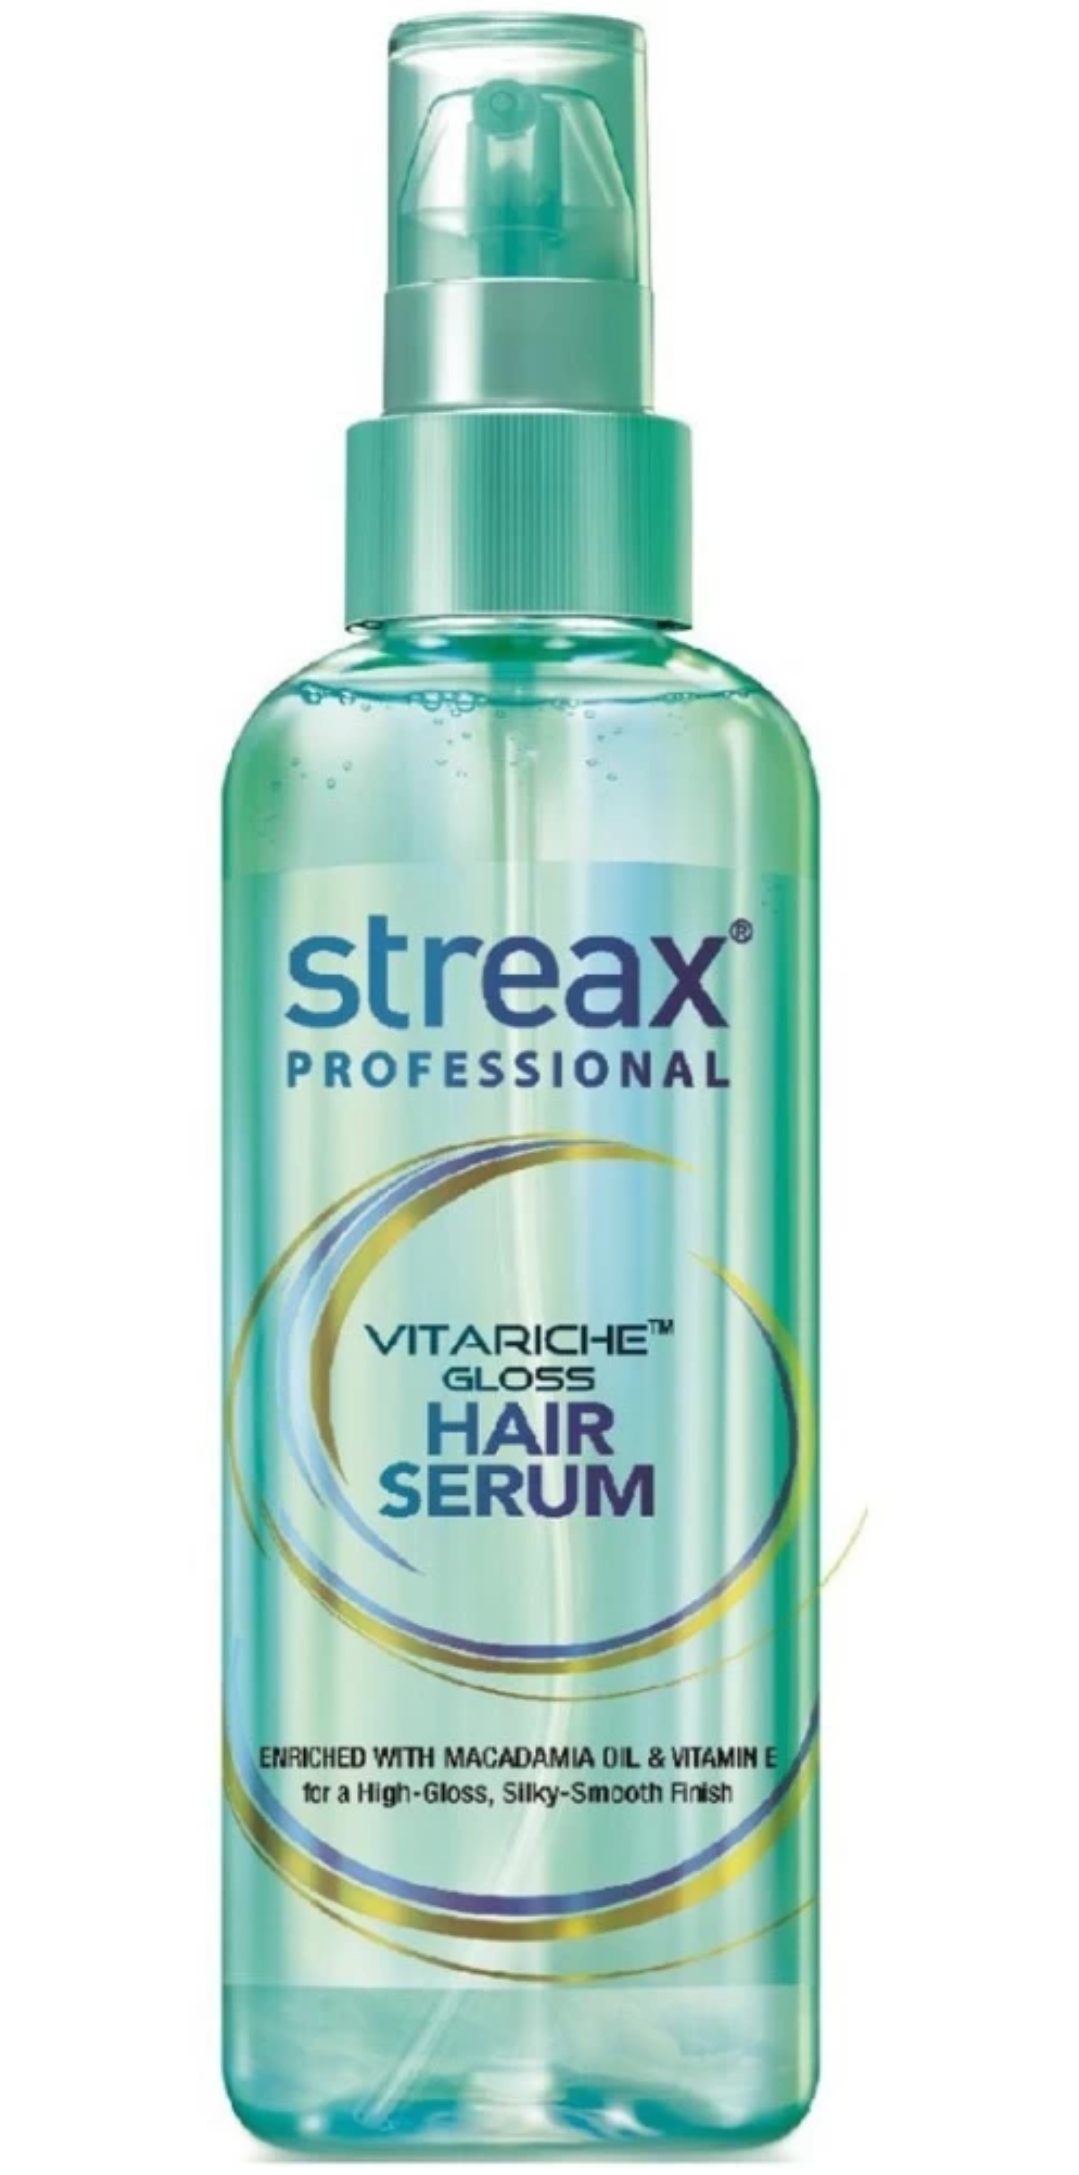 streax®
PROFESSIONAL
VITARICHE™
GLOSS
HAIR
SERUM
ENRICHED WITH MACADAMIA OIL & VITAMIN E
for a High-Gloss, Silky-Smooth Finish